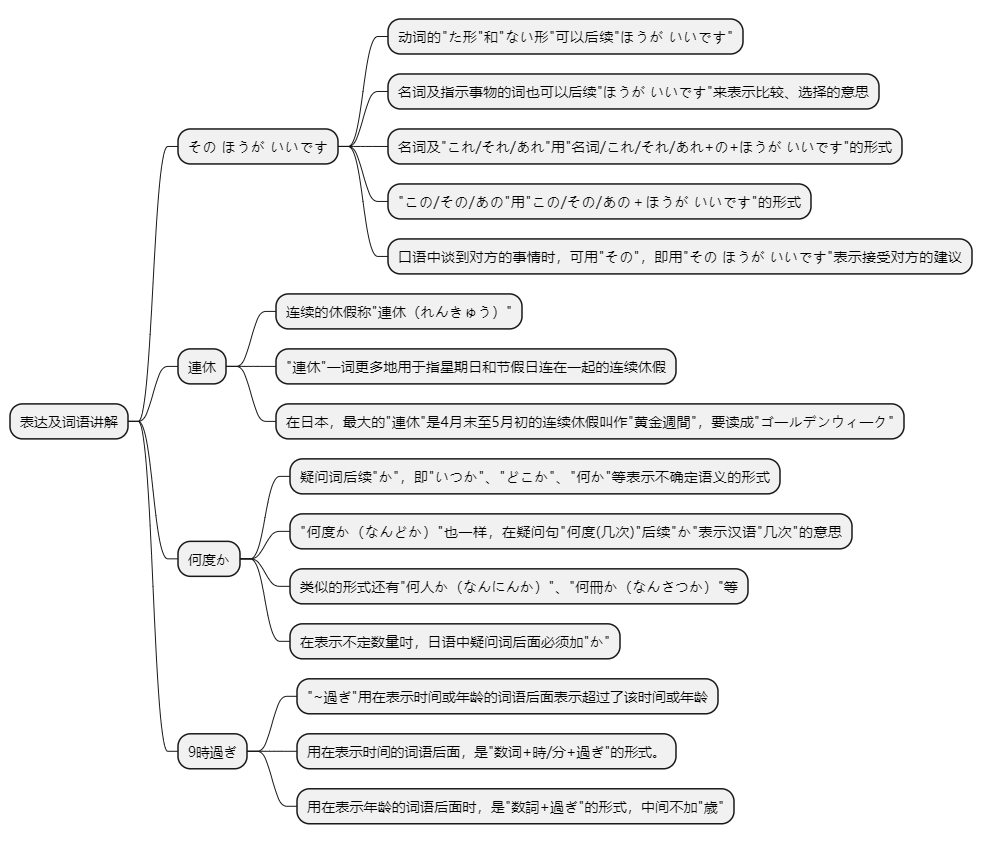 表达及词语讲解
その ほうが いいです
动词的"た形"和"ない形"可以后续"ほうが いいです"
名词及指示事物的词也可以后续"ほうが いいです"来表示比较、选择的意思
名词及"これ/それ/あれ"用"名词/これ/それ/あれ+の+ほうが いいです"的形式
"この/その/あの"用"この/その/あの + ほうが いいです"的形式
口语中谈到对方的事情时，可用"その"，即用"その ほうが いいです"表示接受对方的建议
連休
连续的休假称"連休（れんきゅう）"
"連休"一词更多地用于指星期日和节假日连在一起的连续休假
在日本，最大的"連休"是4月末至5月初的连续休假叫作"黄金週間"，要读成"ゴールデンウィーク"
何度か
疑问词后续"か"，即"いつか"、"どこか"、"何か"等表示不确定语义的形式
"何度か（なんどか）"也一样，在疑问句"何度(几次)"后续"か"表示汉语"几次"的意思
类似的形式还有"何人か（なんにんか）"、"何冊か（なんさつか）"等
在表示不定数量吋，日语中疑问词后面必须加"か"
9時過ぎ
"~過ぎ"用在表示时间或年龄的词语后面表示超过了该时间或年龄
用在表示时间的词语后面，是"数词+時/分+過ぎ"的形式。
用在表示年龄的词语后面时，是"数詞+過ぎ"的形式，中间不加"歳"